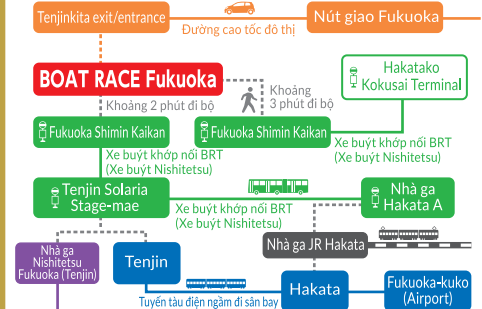 Tenjinkita exit/entrance
Đường cao tốc đô thị
Nút giao Fukuoka
BOAT RACE Fukuoka
Khoảng 2 phút đi bộ
Khoảng
3 phút đi bộ
Hakatako
Kokusai Terminal
Fukuoka Shimin Kaikan
Fukuoka Shimin Kaikan
Xe buýt khớp nối BRT
(Xe buýt Nishitetsu)
Xe buýt khớp nối BRT
(Xe buýt Nishitetsu)
Tenjin Solaria
Stage-mae
Xe buýt khớp nối BRT
(Xe buýt Nishitetsu)
Nhà ga
Hakata A
Nhà ga
Nishitetsu
Fukuoka (Tenjin)
Tenjin
Nhà ga JR Hakata
Tuyến tàu điện ngầm đi sân bay
Hakata
Fukuoka-kuko
(Airport)